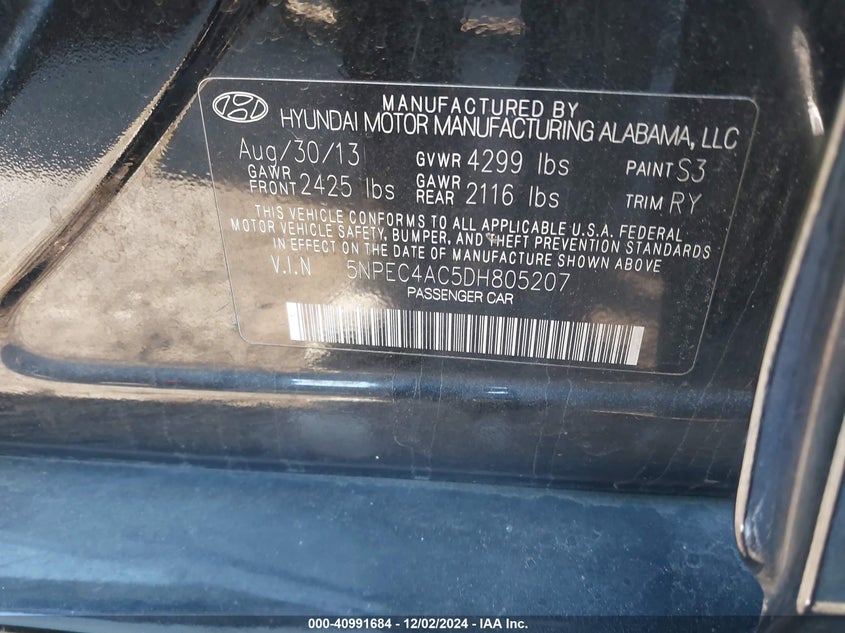 MANUFACTURED BY
HYUNDAI MOTOR MANUFACTURING ALABAMA, LLC
Aug/30/13 GVWR 4299 lbs PAINT S3
GAWR FRONT 2425 lbs GAWR REAR 2116 lbs TRIM RY
THIS VEHICLE CONFORMS TO ALL APPLICABLE U.S.A. FEDERAL
MOTOR VEHICLE SAFETY, BUMPER, AND THEFT PREVENTION STANDARDS
IN EFFECT ON THE DATE OF MANUFACTURE SHOWN ABOVE
V.I.N 5NPEC4AC5DH805207
PASSENGER CAR
000-40991684 - 12/02/2024 - IAA Inc.